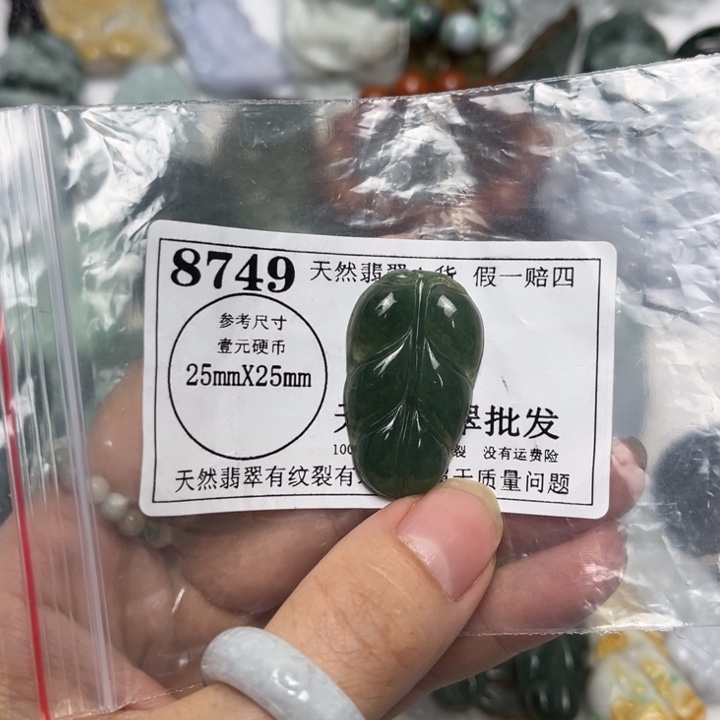 8749 天然翡翠 货 假一赔四
参考尺寸
壹元硬币
25mmX25mm
天 翠批发
100 裂 没有运费险
天然翡翠有纹裂有 于质量问题